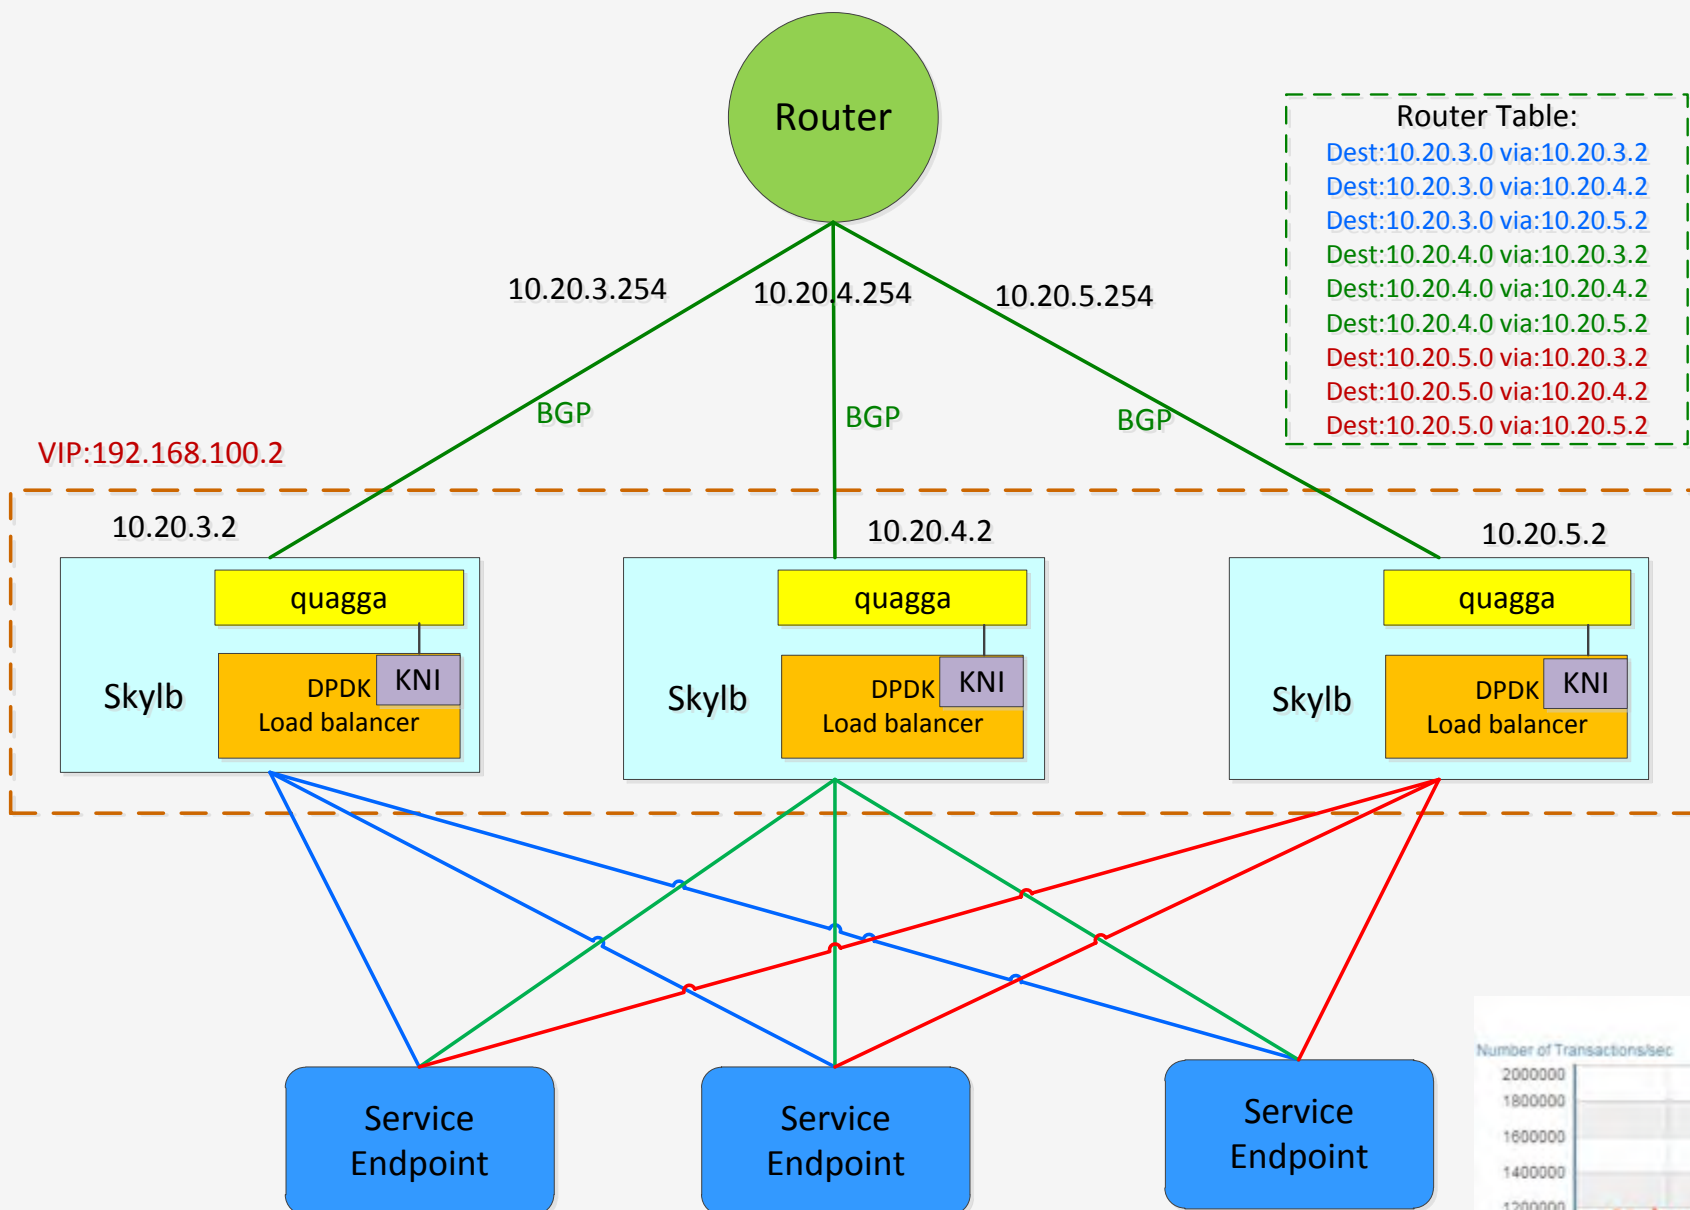 Router
Router Table:
Dest:10.20.3.0 via:10.20.3.2
Dest:10.20.3.0 via:10.20.4.2
Dest:10.20.3.0 via:10.20.5.2
Dest:10.20.4.0 via:10.20.3.2
Dest:10.20.4.0 via:10.20.4.2
Dest:10.20.4.0 via:10.20.5.2
Dest:10.20.5.0 via:10.20.3.2
Dest:10.20.5.0 via:10.20.4.2
Dest:10.20.5.0 via:10.20.5.2
10.20.3.254
10.20.4.254
10.20.5.254
BGP
BGP
BGP
VIP:192.168.100.2
10.20.3.2
10.20.4.2
10.20.5.2
quagga
KNI
Skylb
DPDK
Load balancer
quagga
KNI
Skylb
DPDK
Load balancer
quagga
KNI
Skylb
DPDK
Load balancer
Service
Endpoint
Service
Endpoint
Service
Endpoint
Number of Transactions/sec
2000000
1800000
1600000
1400000
1200000